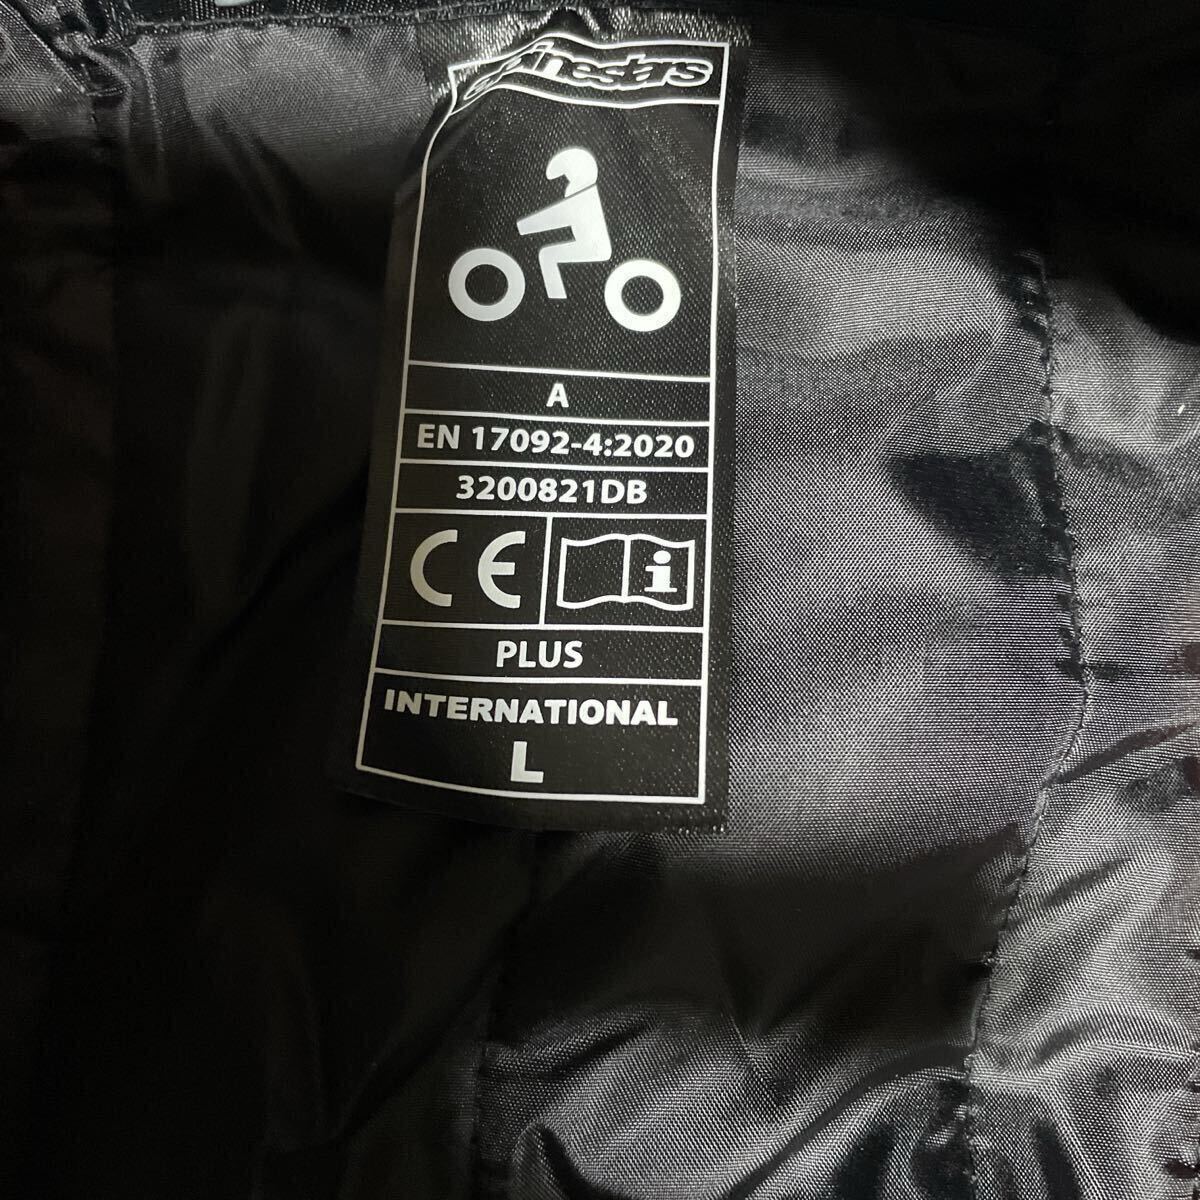 alpinestars
A
EN 17092-4:2020
3200821DB
CE
i
PLUS
INTERNATIONAL
L